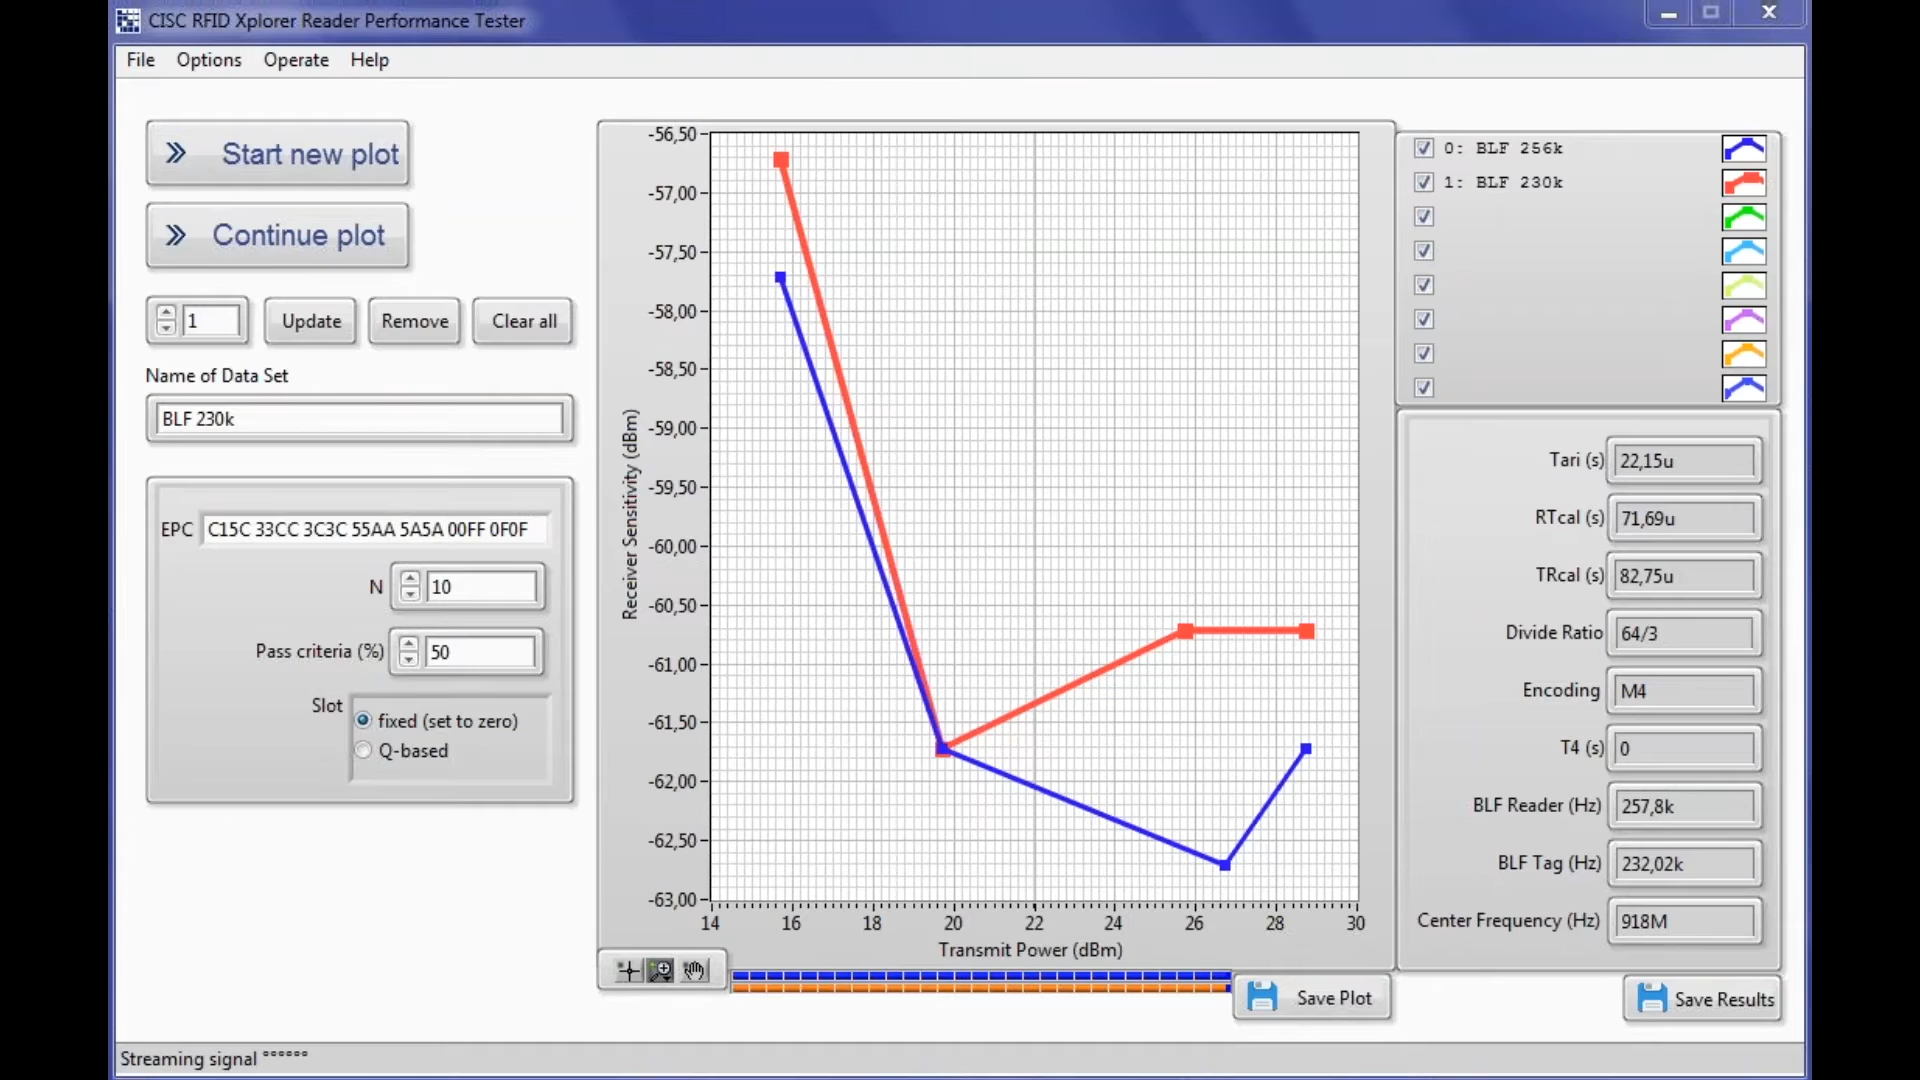 CISC RFID Xplorer Reader Performance Tester
File Options Operate Help
Start new plot
Continue plot
1 Update Remove Clear all
Name of Data Set
BLF 230k
EPC C15C 33CC 3C3C 55AA 5A5A 00FF 0F0F
N 10
Pass criteria (%) 50
Slot fixed (set to zero)
Q-based
Receiver Sensitivity (dBm)
-56,50
-57,00
-57,50
-58,00
-58,50
-59,00
-59,50
-60,00
-60,50
-61,00
-61,50
-62,00
-62,50
-63,00
14 16 18 20 22 24 26 28 30
Transmit Power (dBm)
Save Plot
0: BLF 256k
1: BLF 230k
Tari (s) 22,15u
RTcal (s) 71,69u
TRcal (s) 82,75u
Divide Ratio 64/3
Encoding M4
T4 (s) 0
BLF Reader (Hz) 257,8k
BLF Tag (Hz) 232,02k
Center Frequency (Hz) 918M
Save Results
Streaming signal °°°°°°